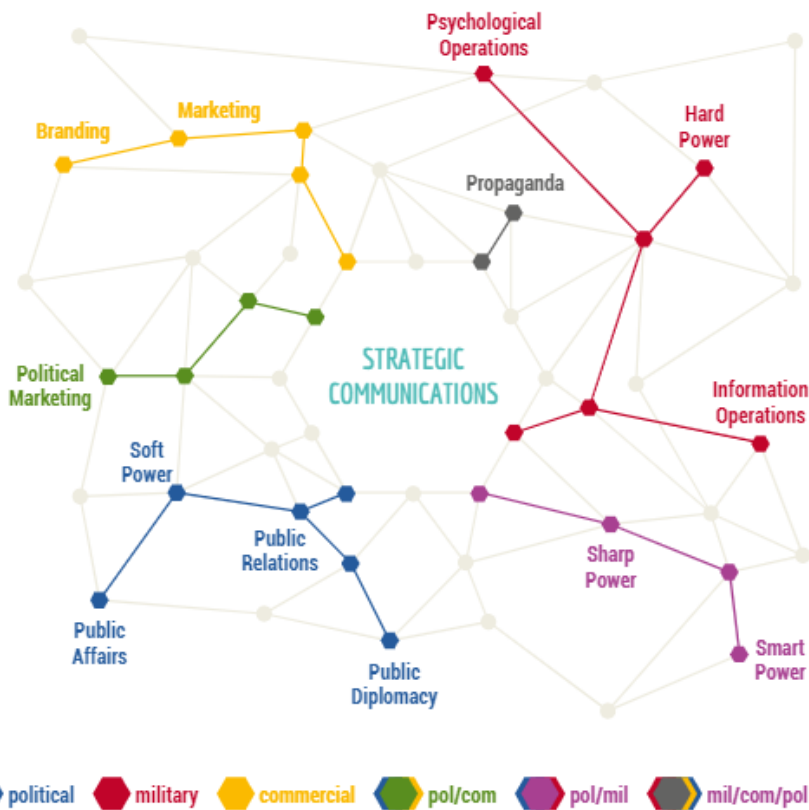 Psychological
Operations
Marketing
Branding
Hard
Power
Propaganda
STRATEGIC
COMMUNICATIONS
Political
Marketing
Information
Operations
Soft
Power
Public
Relations
Sharp
Power
Public
Affairs
Smart
Power
Public
Diplomacy
political military commercial pol/com pol/mil mil/com/pol